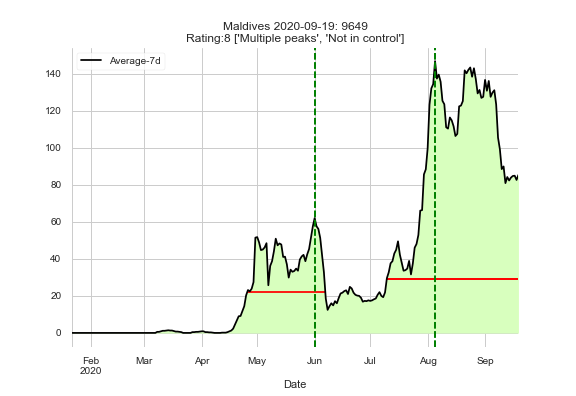 Maldives 2020-09-19: 9649
Rating:8 ['Multiple peaks', 'Not in control']
Average-7d
140
120
100
80
60
40
20
0
Feb Mar Apr May Jun Jul Aug Sep
2020
Date